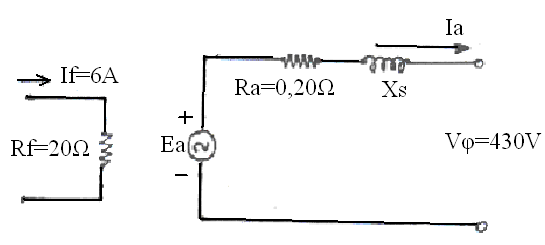 Ia
If=6A
Ra=0,20Ω
Xs
+
Rf=20Ω
Ea
Vφ=430V
−